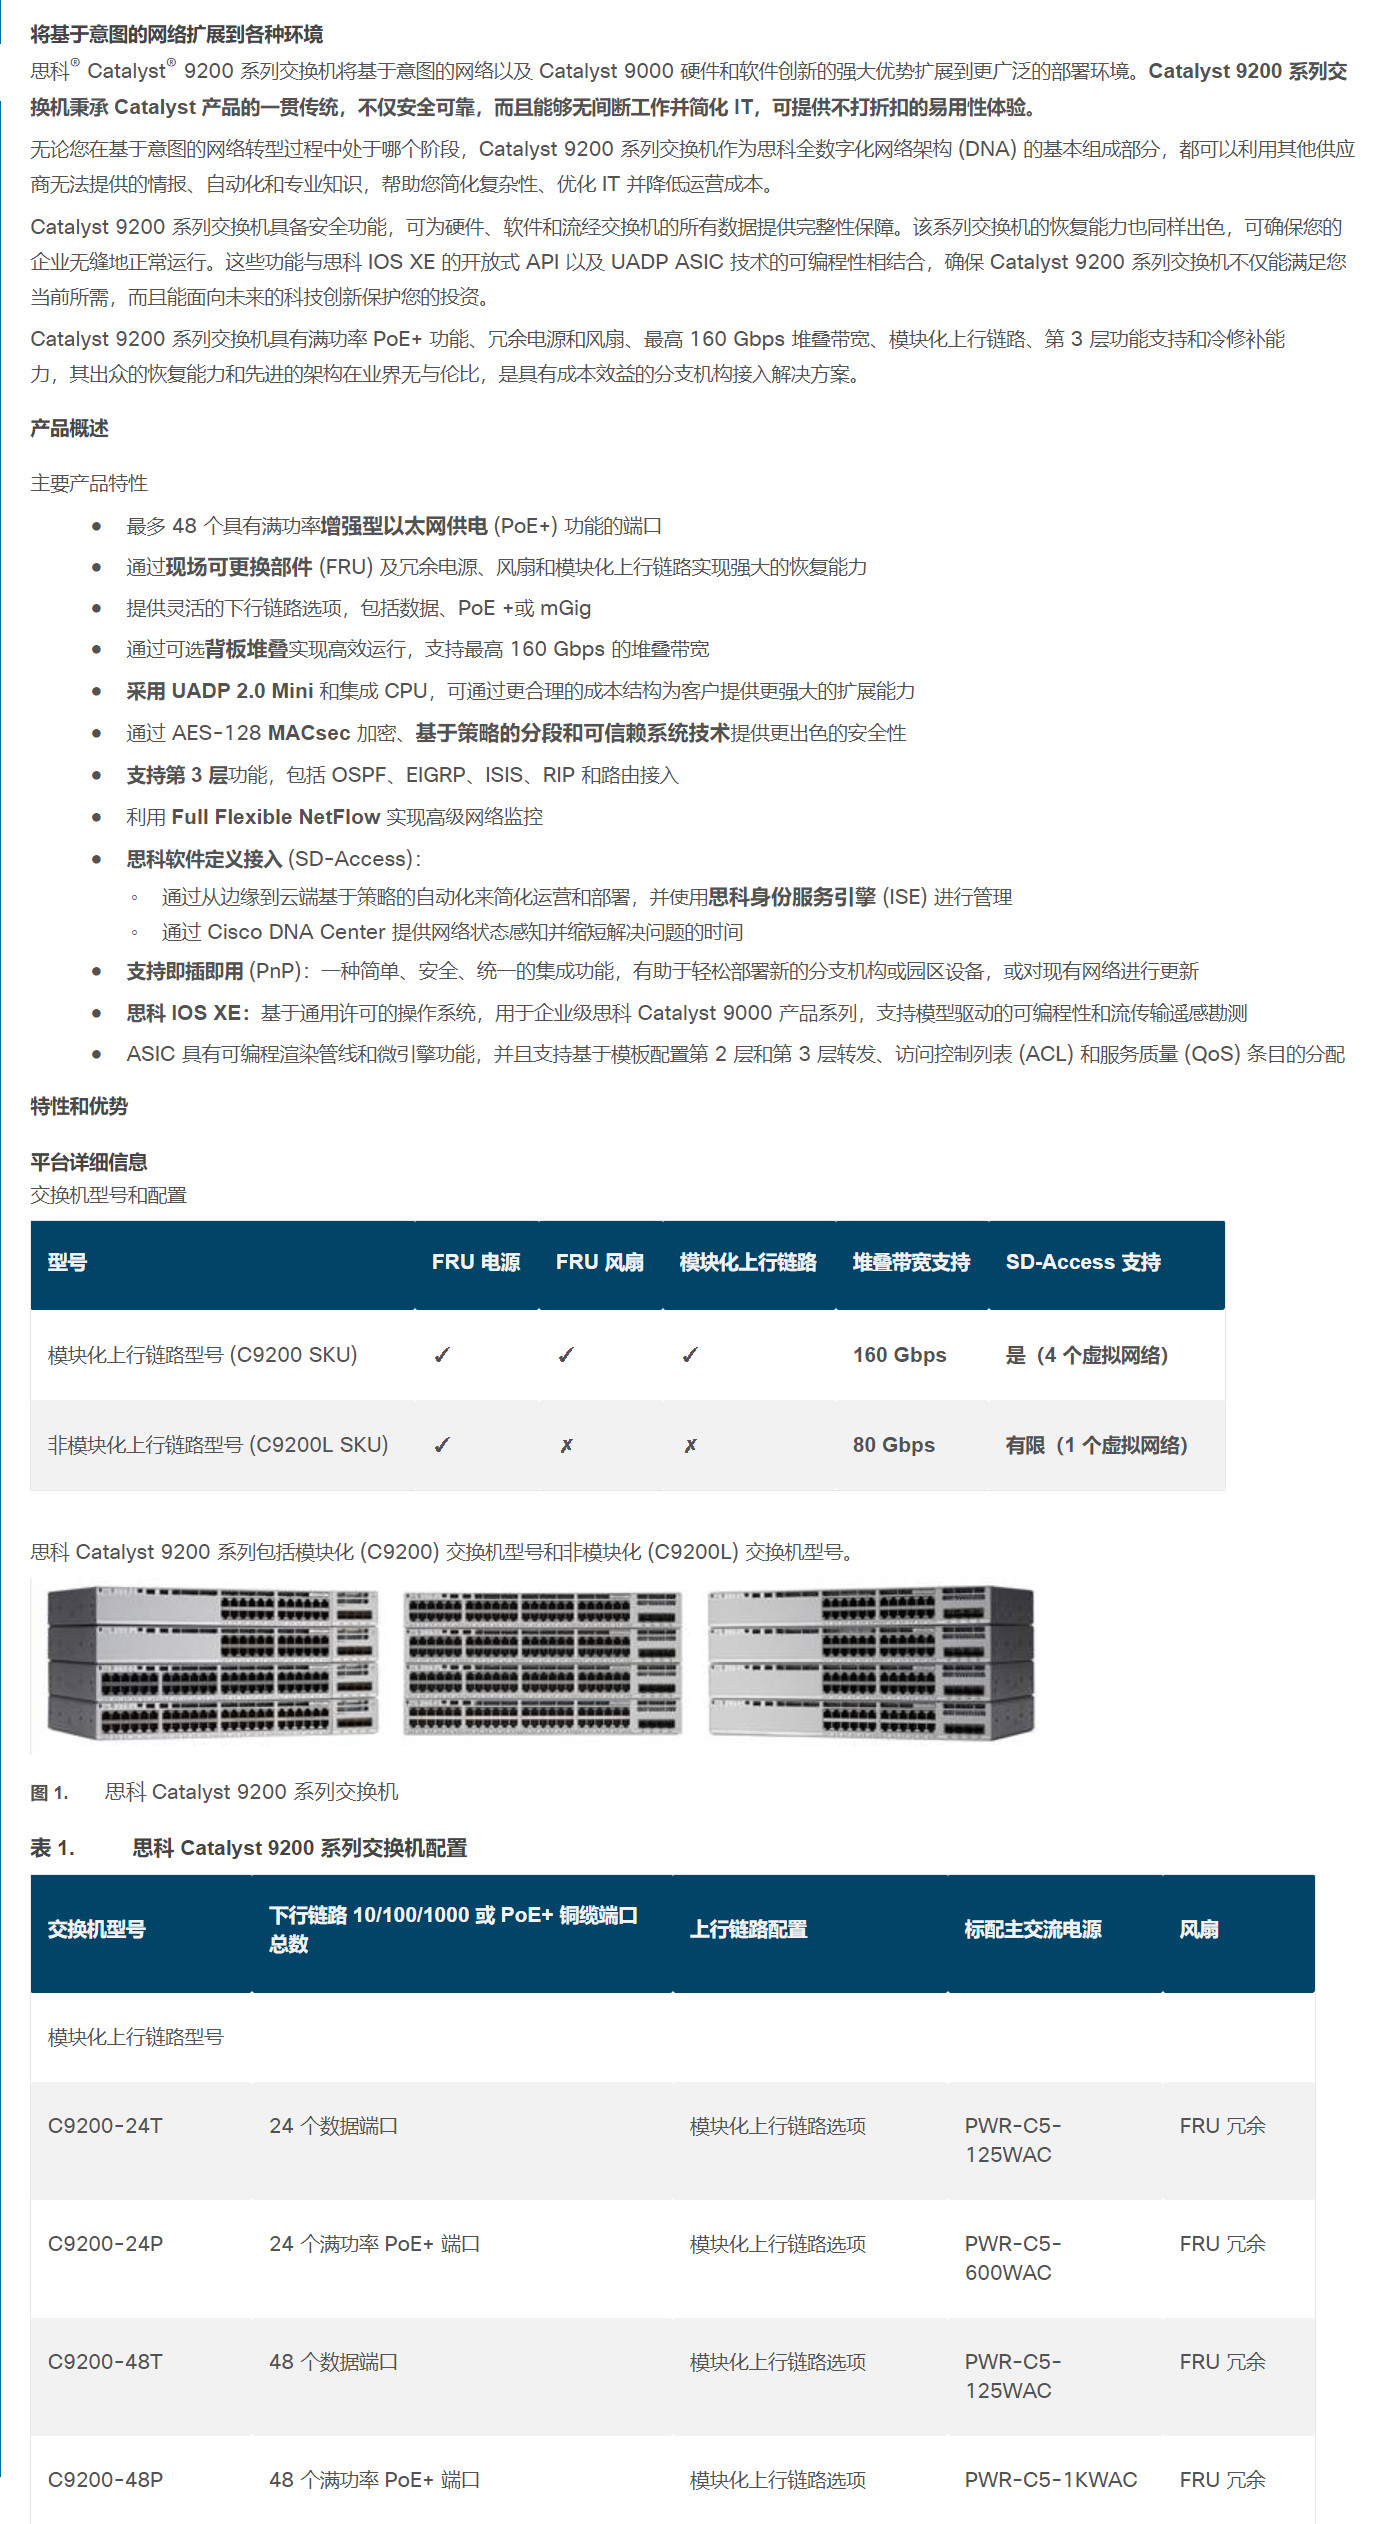 将基于意图的网络扩展到各种环境
思科® Catalyst® 9200 系列交换机将基于意图的网络以及 Catalyst 9000 硬件和软件创新的强大优势扩展到更广泛的部署环境。Catalyst 9200 系列交
换机秉承 Catalyst 产品的一贯传统，不仅安全可靠，而且能够无间断工作并简化 IT，可提供不打折扣的易用性体验。
无论您在基于意图的网络转型过程中处于哪个阶段，Catalyst 9200 系列交换机作为思科全数字化网络架构 (DNA) 的基本组成部分，都可以利用其他供应
商无法提供的情报、自动化和专业知识，帮助您简化复杂性、优化 IT 并降低运营成本。
Catalyst 9200 系列交换机具备安全功能，可为硬件、软件和流经交换机的所有数据提供完整性保障。该系列交换机的恢复能力也同样出色，可确保您的
企业无缝地正常运行。这些功能与思科 IOS XE 的开放式 API 以及 UADP ASIC 技术的可编程性相结合，确保 Catalyst 9200 系列交换机不仅能满足您
当前所需，而且能面向未来的科技创新保护您的投资。
Catalyst 9200 系列交换机具有满功率 PoE+ 功能、冗余电源和风扇、最高 160 Gbps 堆叠带宽、模块化上行链路、第 3 层功能支持和冷修补能
力，其出众的恢复能力和先进的架构在业界无与伦比，是具有成本效益的分支机构接入解决方案。
产品概述
主要产品特性
● 最多 48 个具有满功率增强型以太网供电 (PoE+) 功能的端口
● 通过现场可更换部件 (FRU) 及冗余电源、风扇和模块化上行链路实现强大的恢复能力
● 提供灵活的下行链路选项，包括数据、PoE +或 mGig
● 通过可选背板堆叠实现高效运行，支持最高 160 Gbps 的堆叠带宽
● 采用 UADP 2.0 Mini 和集成 CPU，可通过更合理的成本结构为客户提供更强大的扩展能力
● 通过 AES-128 MACsec 加密、基于策略的分段和可信赖系统技术提供更出色的安全性
● 支持第 3 层功能，包括 OSPF、EIGRP、ISIS、RIP 和路由接入
● 利用 Full Flexible NetFlow 实现高级网络监控
● 思科软件定义接入 (SD-Access)：
◦ 通过从边缘到云端基于策略的自动化来简化运营和部署，并使用思科身份服务引擎 (ISE) 进行管理
◦ 通过 Cisco DNA Center 提供网络状态感知并缩短解决问题的时间
● 支持即插即用 (PnP)：一种简单、安全、统一的集成功能，有助于轻松部署新的分支机构或园区设备，或对现有网络进行更新
● 思科 IOS XE：基于通用许可的操作系统，用于企业级思科 Catalyst 9000 产品系列，支持模型驱动的可编程性和流传输遥感勘测
● ASIC 具有可编程渲染管线和微引擎功能，并且支持基于模板配置第 2 层和第 3 层转发、访问控制列表 (ACL) 和服务质量 (QoS) 条目的分配
特性和优势
平台详细信息
交换机型号和配置
型号 FRU 电源 FRU 风扇 模块化上行链路 堆叠带宽支持 SD-Access 支持
模块化上行链路型号 (C9200 SKU) ✓ ✓ ✓ 160 Gbps 是（4 个虚拟网络）
非模块化上行链路型号 (C9200L SKU) ✓ ✗ ✗ 80 Gbps 有限（1 个虚拟网络）
思科 Catalyst 9200 系列包括模块化 (C9200) 交换机型号和非模块化 (C9200L) 交换机型号。
图 1. 思科 Catalyst 9200 系列交换机
表 1. 思科 Catalyst 9200 系列交换机配置
交换机型号 下行链路 10/100/1000 或 PoE+ 铜缆端口 上行链路配置 标配主交流电源 风扇
总数
模块化上行链路型号
C9200-24T 24 个数据端口 模块化上行链路选项 PWR-C5- FRU 冗余
125WAC
C9200-24P 24 个满功率 PoE+ 端口 模块化上行链路选项 PWR-C5- FRU 冗余
600WAC
C9200-48T 48 个数据端口 模块化上行链路选项 PWR-C5- FRU 冗余
125WAC
C9200-48P 48 个满功率 PoE+ 端口 模块化上行链路选项 PWR-C5-1KWAC FRU 冗余